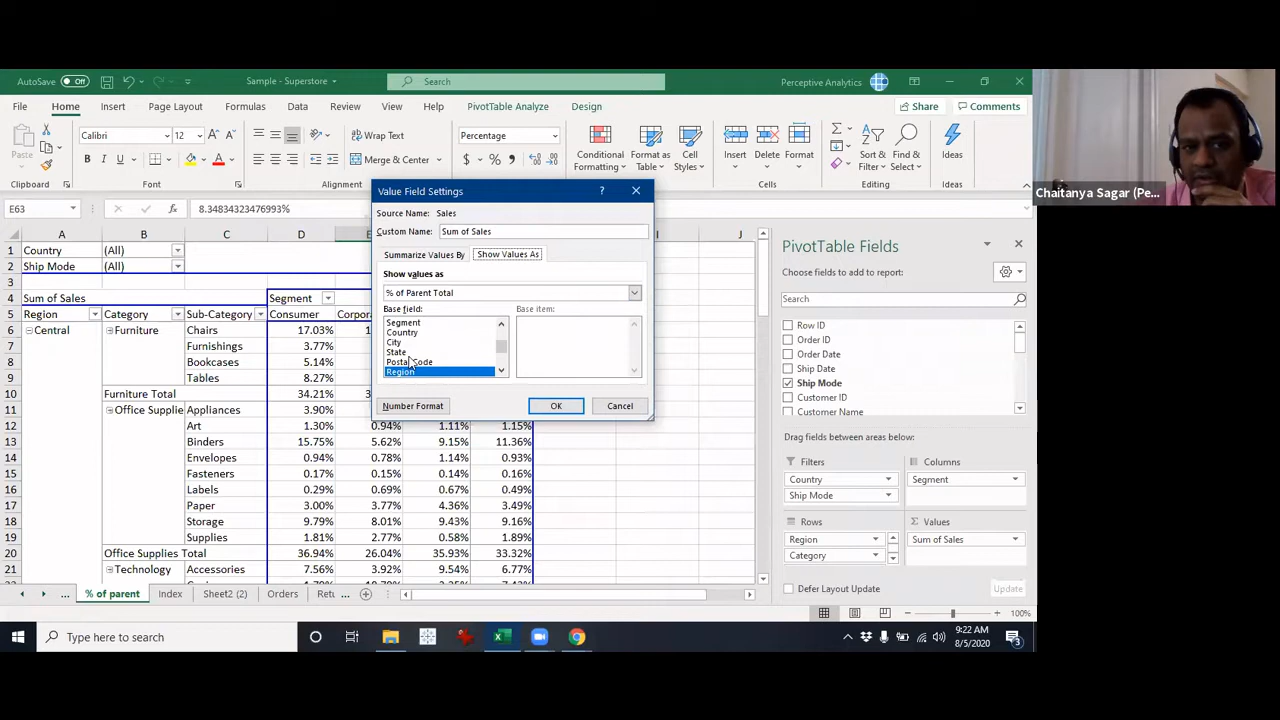 AutoSave Off
Sample - Superstore
Search
Perceptive Analytics
File Home Insert Page Layout Formulas Data Review View Help PivotTable Analyze Design
Share Comments
Calibri 12
Wrap Text
Percentage
Paste
B I U
Merge & Center
$ % 9
Conditional Formatting
Format as Table
Cell Styles
Insert Delete Format
Sort & Filter
Find & Select
Ideas
Clipboard Font Alignment Cells Editing Ideas
E63
fx
8.34834323476993%
Chaitanya Sagar (Pe...
A B C D E I J
1 Country (All)
2 Ship Mode (All)
3
4 Sum of Sales Segment
5 Region Category Sub-Category Consumer Corpora
6 Central Furniture Chairs 17.03% 1
7 Furnishings 3.77%
8 Bookcases 5.14%
9 Tables 8.27%
10 Furniture Total 34.21%
11 Office Supplie Appliances 3.90%
12 Art 1.30% 0.94% 1.11% 1.15%
13 Binders 15.75% 5.62% 9.15% 11.36%
14 Envelopes 0.94% 0.78% 1.14% 0.93%
15 Fasteners 0.17% 0.15% 0.14% 0.16%
16 Labels 0.29% 0.69% 0.67% 0.49%
17 Paper 3.00% 3.77% 4.36% 3.49%
18 Storage 9.79% 8.01% 9.43% 9.16%
19 Supplies 1.81% 2.77% 0.58% 1.89%
20 Office Supplies Total 36.94% 26.04% 35.93% 33.32%
21 Technology Accessories 7.56% 3.92% 9.54% 6.77%
Value Field Settings ?
Source Name: Sales
Custom Name: Sum of Sales
Summarize Values By Show Values As
Show values as
% of Parent Total
Base field: Base item:
Segment
Country
City
State
Postal Code
Region
Number Format OK Cancel
PivotTable Fields
Choose fields to add to report:
Search
Row ID
Order ID
Order Date
Ship Date
Ship Mode
Customer ID
Customer Name
Drag fields between areas below:
Filters Columns
Country Segment
Ship Mode
Rows Σ Values
Region Sum of Sales
Category
Defer Layout Update Update
... % of parent Index Sheet2 (2) Orders Retu ...
100%
Type here to search
9:22 AM
8/5/2020
3